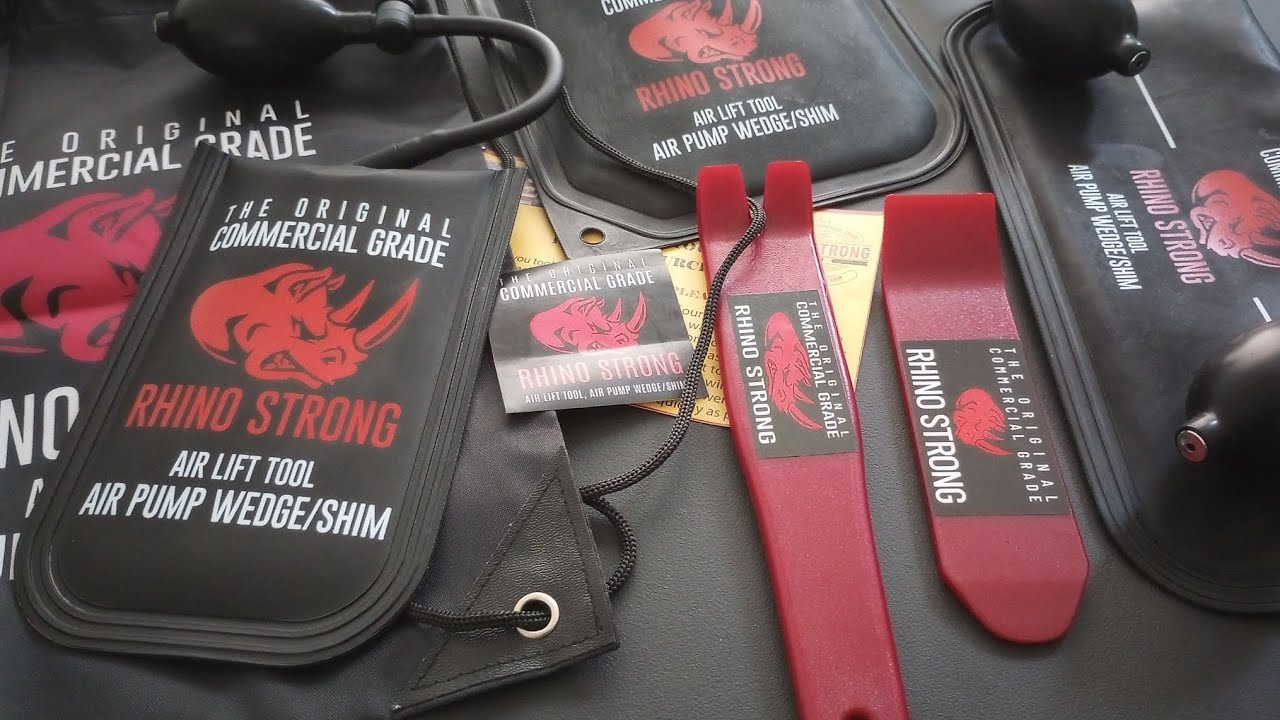 THE ORIGINAL
COMMERCIAL GRADE
RHINO STRONG
AIR LIFT TOOL
AIR PUMP WEDGE/SHIM
ORIGINAL
GRADE
RHINO STRONG
AIR LIFT TOOL
AIR PUMP WEDGE/SHIM
THE ORIGINAL
COMMERCIAL GRADE
RHINO STRONG
AIR LIFT TOOL, AIR PUMP WEDGE/SHIM
STRONG
THE ORIGINAL
COMMERCIAL GRADE
RHINO STRONG
THE ORIGINAL
COMMERCIAL GRADE
RHINO STRONG
RHINO STRONG
AIR LIFT TOOL
AIR PUMP WEDGE/SHIM